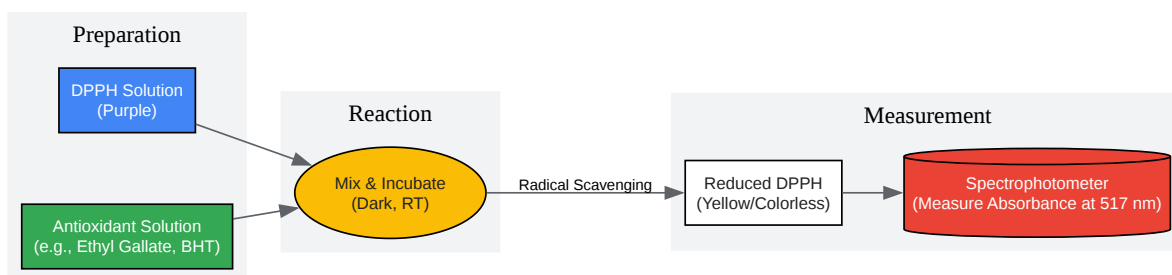 Preparation
DPPH Solution
(Purple)
Antioxidant Solution
(e.g., Ethyl Gallate, BHT)
Reaction
Mix & Incubate
(Dark, RT)
Radical Scavenging
Measurement
Reduced DPPH
(Yellow/Colorless)
Spectrophotometer
(Measure Absorbance at 517 nm)